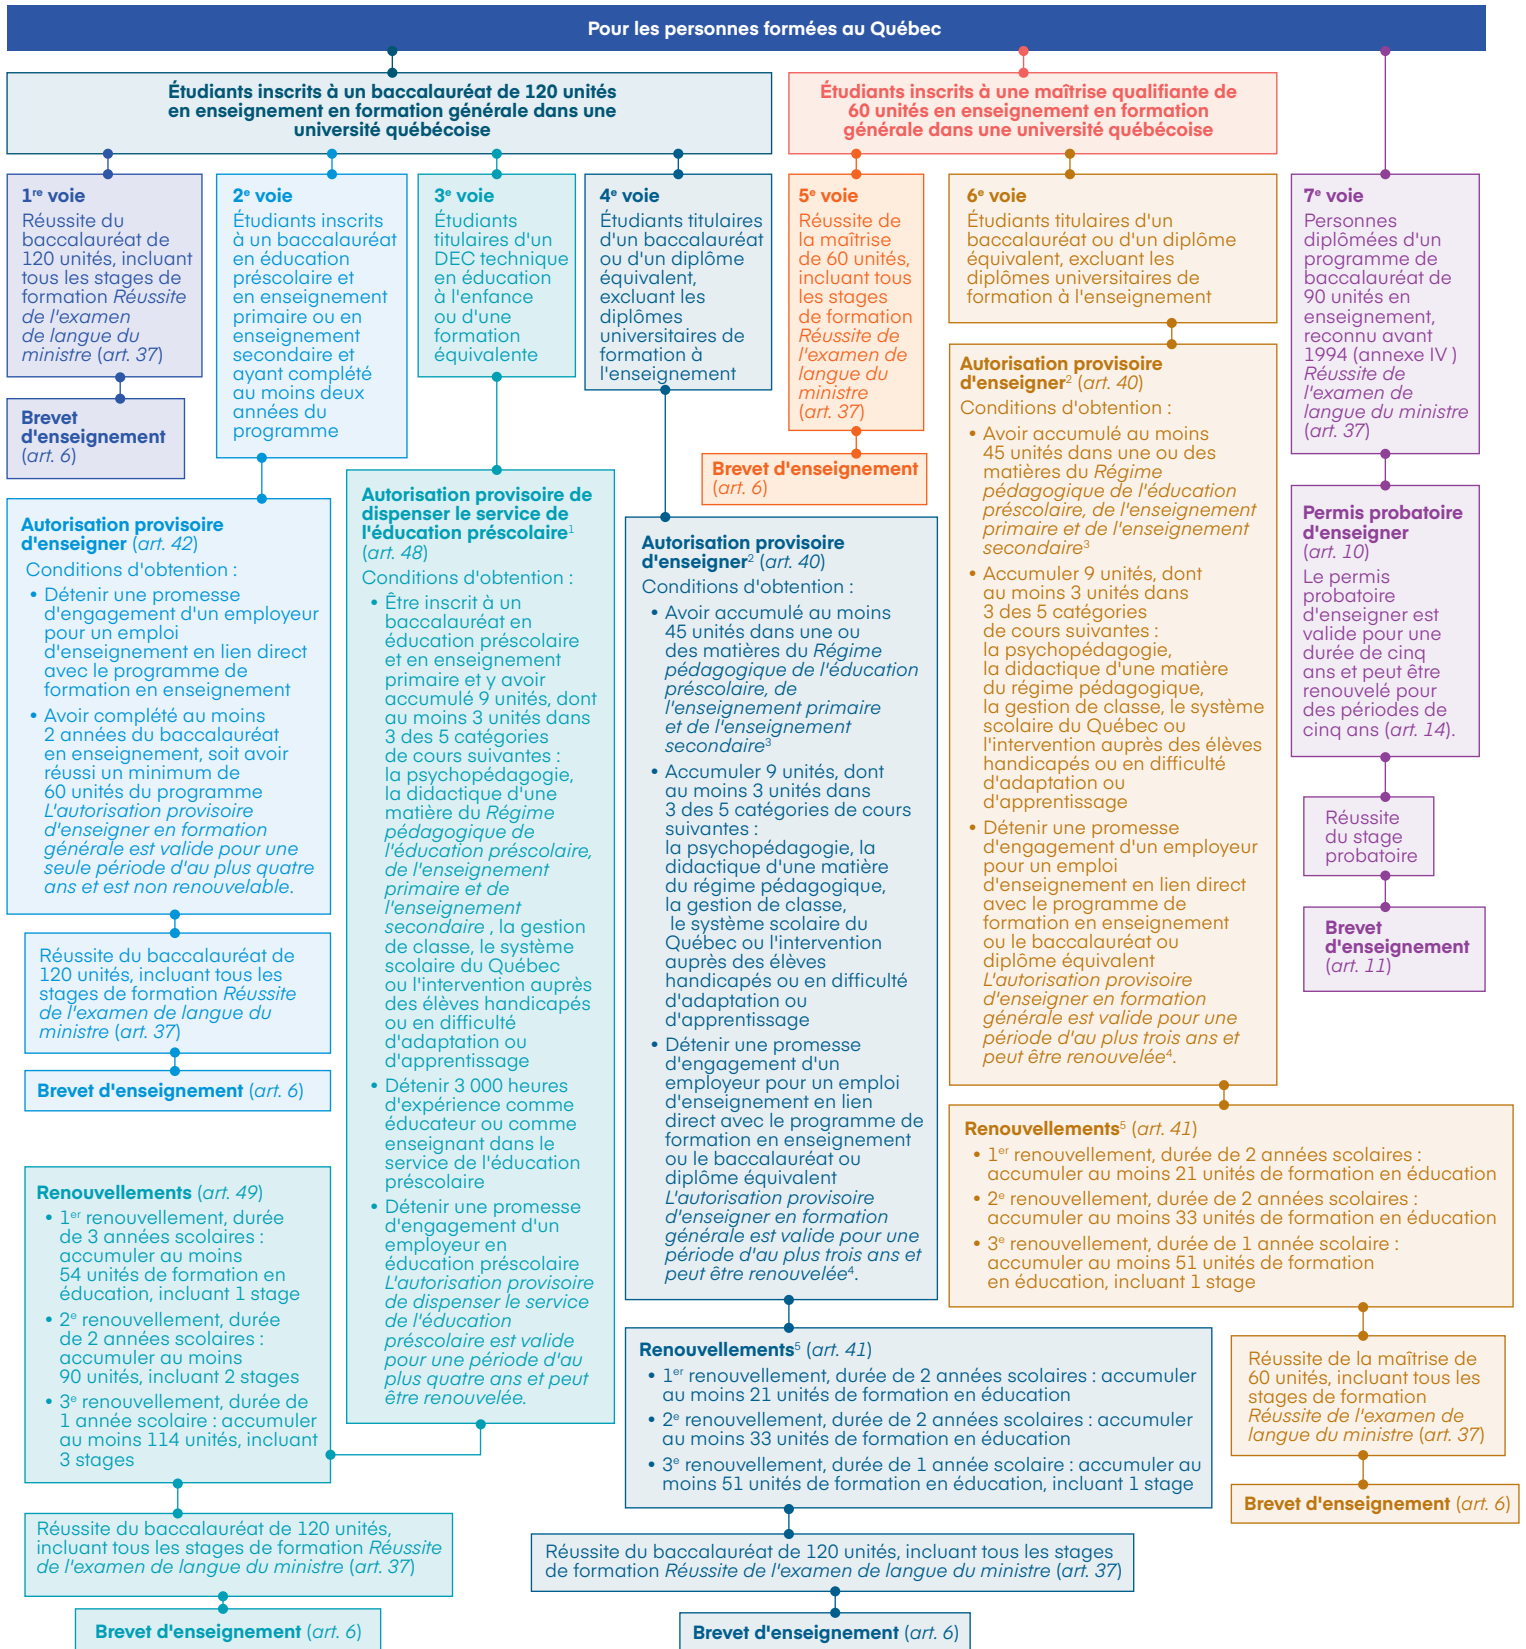 Pour les personnes formées au Québec
Étudiants inscrits à un baccalauréat de 120 unités
en enseignement en formation générale dans une
université québécoise
1re voie
Réussite du
baccalauréat de
120 unités, incluant
tous les stages de
formation Réussite
de l'examen
de langue du
ministre (art. 37)
Brevet
d'enseignement
(art. 6)
2e voie
Étudiants inscrits
à un baccalauréat
en éducation
préscolaire et
en enseignement
primaire ou en
enseignement
secondaire et
ayant complété
au moins deux
années du
programme
Autorisation provisoire
d'enseigner (art. 42)
Conditions d'obtention :
• Détenir une promesse
d'engagement d'un employeur
pour un emploi
d'enseignement en lien direct
avec le programme de
formation en enseignement
• Avoir complété au moins
2 années du baccalauréat
en enseignement, soit avoir
réussi un minimum de
60 unités du programme
L'autorisation provisoire
d'enseigner en formation
générale est valide pour une
seule période d'au plus quatre
ans et est non renouvelable.
Réussite du baccalauréat de
120 unités, incluant tous les
stages de formation Réussite
de l'examen de langue du
ministre (art. 37)
Brevet d'enseignement (art. 6)
3e voie
Étudiants
titulaires d'un
DEC technique
en éducation
à l'enfance
ou d'une
formation
équivalente
Autorisation provisoire de
dispenser le service de
l'éducation préscolaire1
(art. 48)
Conditions d'obtention :
• Être inscrit à un
baccalauréat en
éducation préscolaire
et en enseignement
primaire et y avoir
accumulé 9 unités, dont
au moins 3 unités dans
3 des 5 catégories
de cours suivantes :
la psychopédagogie,
la didactique d'une
matière du Régime
pédagogique de
l'éducation préscolaire,
de l'enseignement
primaire et de
l'enseignement
secondaire , la gestion
de classe, le système
scolaire du Québec
ou l'intervention auprès
des élèves handicapés
ou en difficulté
d'adaptation ou
d'apprentissage
• Détenir 3 000 heures
d'expérience comme
éducateur ou comme
enseignant dans le
service de l'éducation
préscolaire
• Détenir une promesse
d'engagement d'un
employeur en
éducation préscolaire
L'autorisation provisoire
de dispenser le service
de l'éducation
préscolaire est valide
pour une période d'au
plus quatre ans et peut
être renouvelée.
Renouvellements (art. 49)
• 1er renouvellement, durée
de 3 années scolaires :
accumuler au moins
54 unités de formation en
éducation, incluant 1 stage
• 2e renouvellement, durée
de 2 années scolaires :
accumuler au moins
90 unités, incluant 2 stages
• 3e renouvellement, durée de
1 année scolaire : accumuler
au moins 114 unités, incluant
3 stages
Réussite du baccalauréat de 120 unités,
incluant tous les stages de formation Réussite
de l'examen de langue du ministre (art. 37)
Brevet d'enseignement (art. 6)
4e voie
Étudiants titulaires
d'un baccalauréat
ou d'un diplôme
équivalent,
excluant les
diplômes
universitaires de
formation à
l'enseignement
Autorisation provisoire
d'enseigner2 (art. 40)
Conditions d'obtention :
• Avoir accumulé au moins
45 unités dans une ou
des matières du Régime
pédagogique de l'éducation
préscolaire, de
l'enseignement primaire
et de l'enseignement
secondaire3
• Accumuler 9 unités, dont
au moins 3 unités dans
3 des 5 catégories de cours
suivantes :
la psychopédagogie, la
didactique d'une matière
du régime pédagogique,
la gestion de classe,
le système scolaire du
Québec ou l'intervention
auprès des élèves
handicapés ou en difficulté
d'adaptation ou
d'apprentissage
• Détenir une promesse
d'engagement d'un
employeur pour un emploi
d'enseignement en lien
direct avec le programme de
formation en enseignement
ou le baccalauréat ou
diplôme équivalent
L'autorisation provisoire
d'enseigner en formation
générale est valide pour une
période d'au plus trois ans et
peut être renouvelée4.
Renouvellements5 (art. 41)
• 1er renouvellement, durée de 2 années scolaires : accumuler
au moins 21 unités de formation en éducation
• 2e renouvellement, durée de 2 années scolaires : accumuler
au moins 33 unités de formation en éducation
• 3e renouvellement, durée de 1 année scolaire : accumuler au
moins 51 unités de formation en éducation, incluant 1 stage
Réussite du baccalauréat de 120 unités, incluant tous les stages
de formation Réussite de l'examen de langue du ministre (art. 37)
Brevet d'enseignement (art. 6)
Étudiants inscrits à une maîtrise qualifiante de
60 unités en enseignement en formation
générale dans une université québécoise
5e voie
Réussite de
la maîtrise
de 60 unités,
incluant tous
les stages
de formation
Réussite de
l'examen de
langue du
ministre
(art. 37)
Brevet d'enseignement
(art. 6)
6e voie
Étudiants titulaires d'un
baccalauréat ou d'un diplôme
équivalent, excluant les
diplômes universitaires de
formation à l'enseignement
Autorisation provisoire
d'enseigner2 (art. 40)
Conditions d'obtention :
• Avoir accumulé au moins
45 unités dans une ou des
matières du Régime
pédagogique de l'éducation
préscolaire, de l'enseignement
primaire et de l'enseignement
secondaire3
• Accumuler 9 unités, dont
au moins 3 unités dans
3 des 5 catégories
de cours suivantes :
la psychopédagogie,
la didactique d'une matière
du régime pédagogique,
la gestion de classe, le système
scolaire du Québec ou
l'intervention auprès des élèves
handicapés ou en difficulté
d'adaptation ou
d'apprentissage
• Détenir une promesse
d'engagement d'un employeur
pour un emploi
d'enseignement en lien direct
avec le programme de
formation en enseignement
ou le baccalauréat ou
diplôme équivalent
L'autorisation provisoire
d'enseigner en formation
générale est valide pour une
période d'au plus trois ans et
peut être renouvelée4.
Renouvellements5 (art. 41)
• 1er renouvellement, durée de 2 années scolaires :
accumuler au moins 21 unités de formation en éducation
• 2e renouvellement, durée de 2 années scolaires :
accumuler au moins 33 unités de formation en éducation
• 3e renouvellement, durée de 1 année scolaire :
accumuler au moins 51 unités de formation
en éducation, incluant 1 stage
Réussite de la maîtrise de
60 unités, incluant tous les
stages de formation
Réussite de l'examen de
langue du ministre (art. 37)
Brevet d'enseignement (art. 6)
7e voie
Personnes
diplômées d'un
programme de
baccalauréat de
90 unités en
enseignement,
reconnu avant
1994 (annexe IV )
Réussite de
l'examen de
langue du ministre
(art. 37)
Permis probatoire
d'enseigner
(art. 10)
Le permis
probatoire
d'enseigner est
valide pour une
durée de cinq
ans et peut être
renouvelé pour
des périodes de
cinq ans (art. 14).
Réussite
du stage
probatoire
Brevet
d'enseignement
(art. 11)